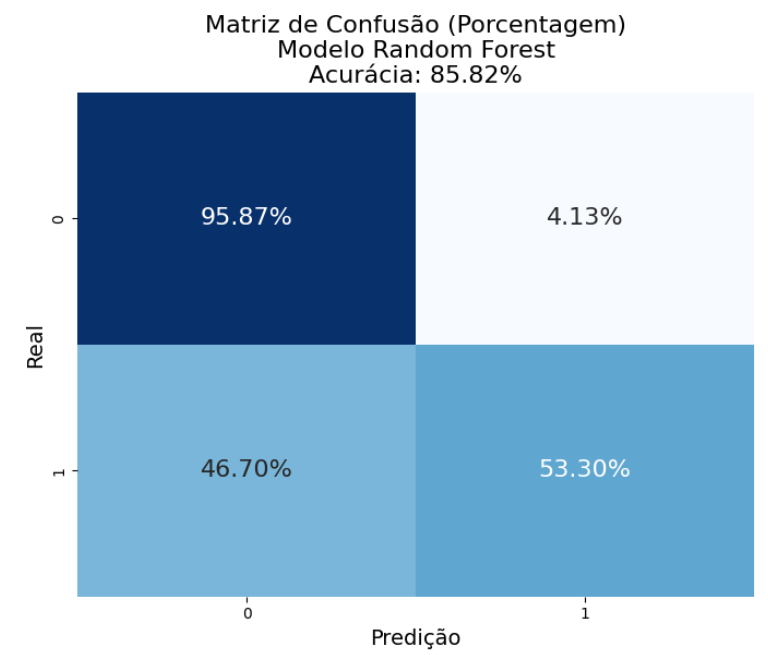 Matriz de Confusão (Porcentagem)
Modelo Random Forest
Acurácia: 85.82%
0
95.87%
4.13%
Real
1
46.70%
53.30%
0
1
Predição